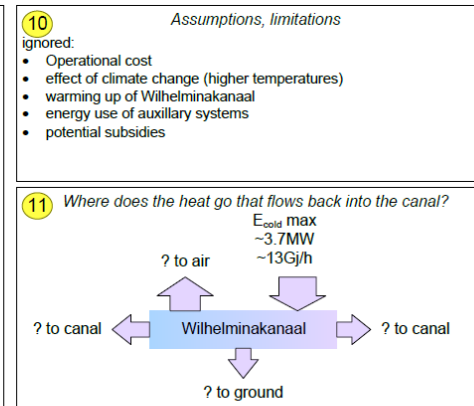 10
Assumptions, limitations
ignored:
• Operational cost
• effect of climate change (higher temperatures)
• warming up of Wilhelminakanaal
• energy use of auxillary systems
• potential subsidies
11
Where does the heat go that flows back into the canal?
Ecold max
~3.7MW
~13Gj/h
? to air
? to canal
Wilhelminakanaal
? to canal
? to ground